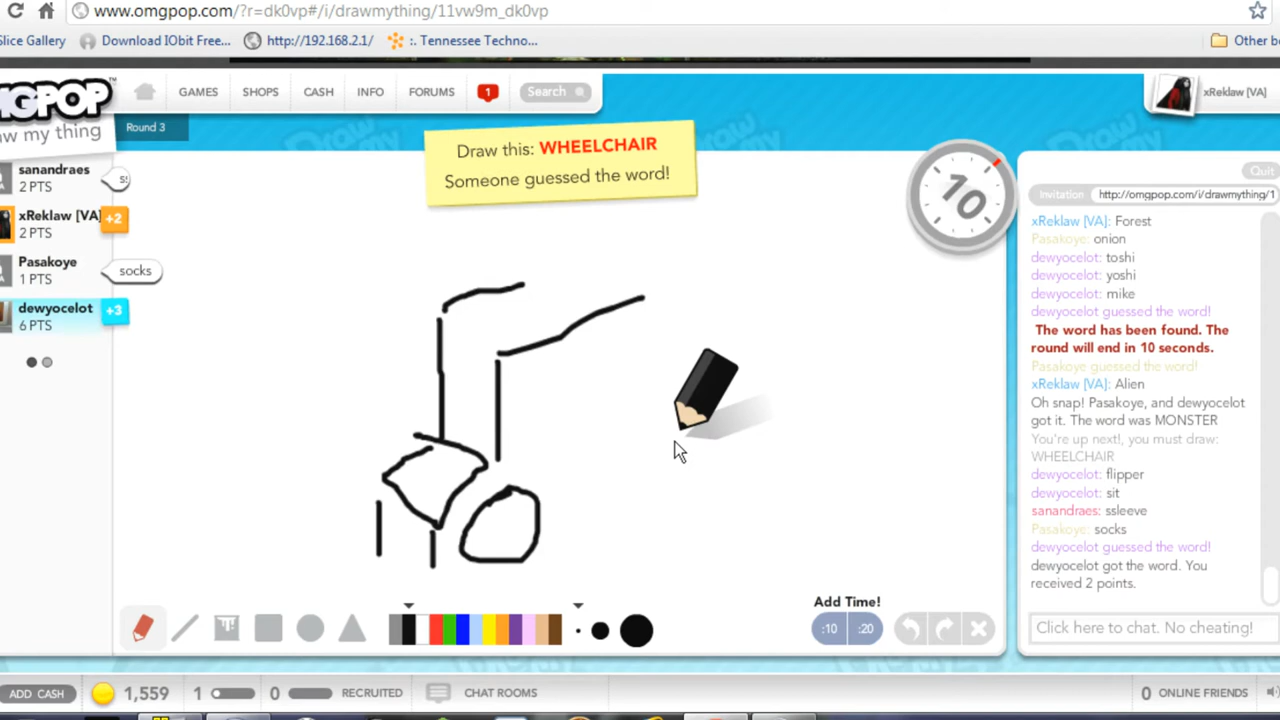 www.omgpop.com/?r=dk0vp#/i/drawmything/11vw9m_dk0vp
Slice Gallery
Download IObit Free...
http://192.168.2.1/
:. Tennessee Techno...
Other b
MGPOP™
aw my thing
GAMES
SHOPS
CASH
INFO
FORUMS
1
Search
xReklaw [VA]
Round 3
Draw this: WHEELCHAIR
Someone guessed the word!
10
sanandraes
2 PTS
s
xReklaw [VA]
+2
2 PTS
Pasakoye
1 PTS
socks
dewyocelot
+3
6 PTS
Quit
Invitation
http://omgpop.com/i/drawmything/1
xReklaw [VA]: Forest
Pasakoye: onion
dewyocelot: toshi
dewyocelot: yoshi
dewyocelot: mike
dewyocelot guessed the word!
The word has been found. The
round will end in 10 seconds.
Pasakoye guessed the word!
xReklaw [VA]: Alien
Oh snap! Pasakoye, and dewyocelot
got it. The word was MONSTER
You're up next!, you must draw:
WHEELCHAIR
dewyocelot: flipper
dewyocelot: sit
sanandraes: ssleeve
Pasakoye: socks
dewyocelot guessed the word!
dewyocelot got the word. You
received 2 points.
Click here to chat. No cheating!
Add Time!
:10
:20
ADD CASH
1,559
1
0
RECRUITED
CHAT ROOMS
0 ONLINE FRIENDS